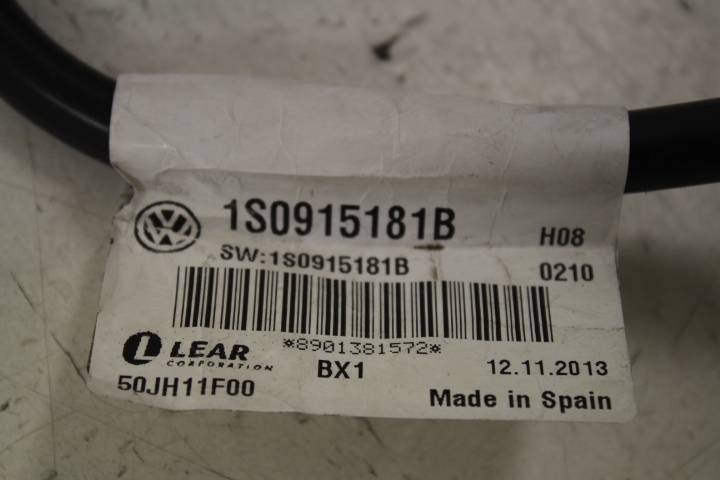 1S0915181B
H08
SW:1S0915181B
0210
*8901381572*
LEAR
CORPORATION
BX1
12.11.2013
50JH11F00
Made in Spain